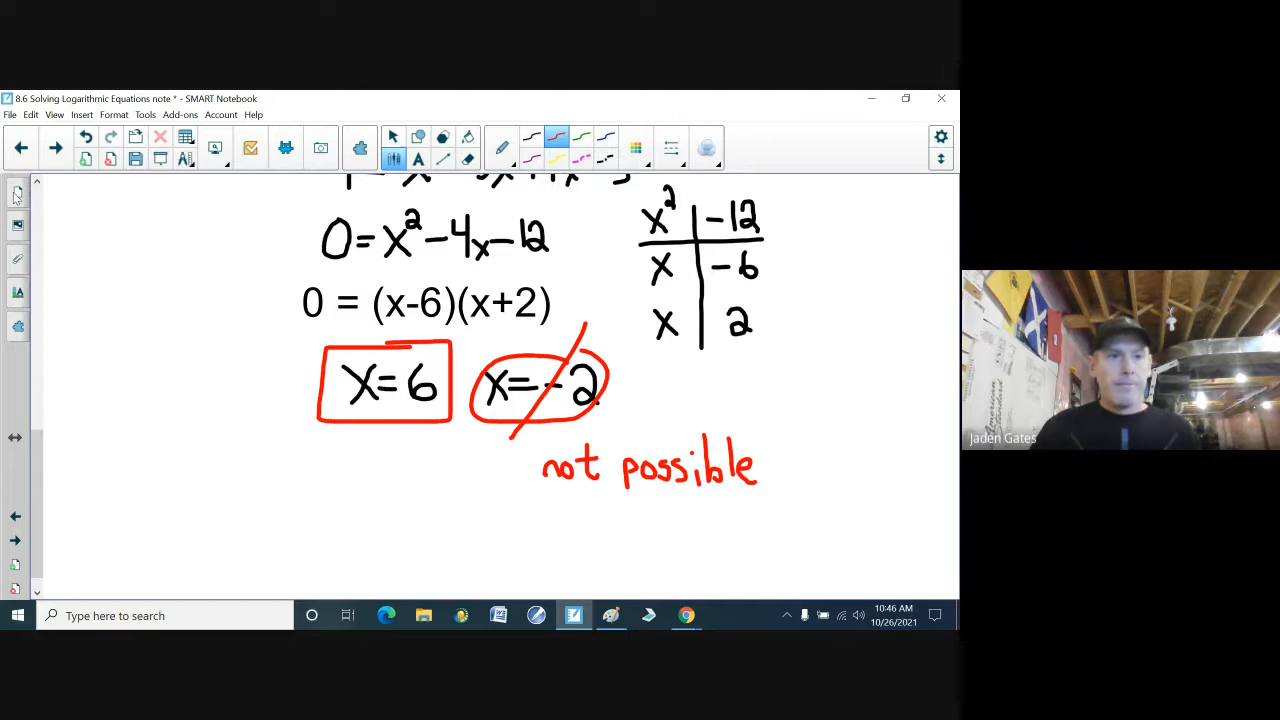 8.6 Solving Logarithmic Equations note * - SMART Notebook
File Edit View Insert Format Tools Add-ons Account Help
0 = x² - 4x - 12
x² | -12
x | -6
x | 2
0 = (x-6)(x+2)
x = 6 x = -2
not possible
Jaden Gates
Type here to search
10:46 AM
10/26/2021